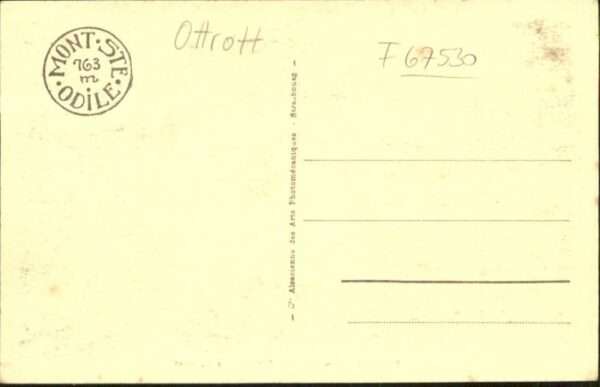 MONT · STE
· ODILE ·
763
m
Ottrott
F 67530
— Cie Alsacienne des Arts Photomécaniques - Strasbourg —